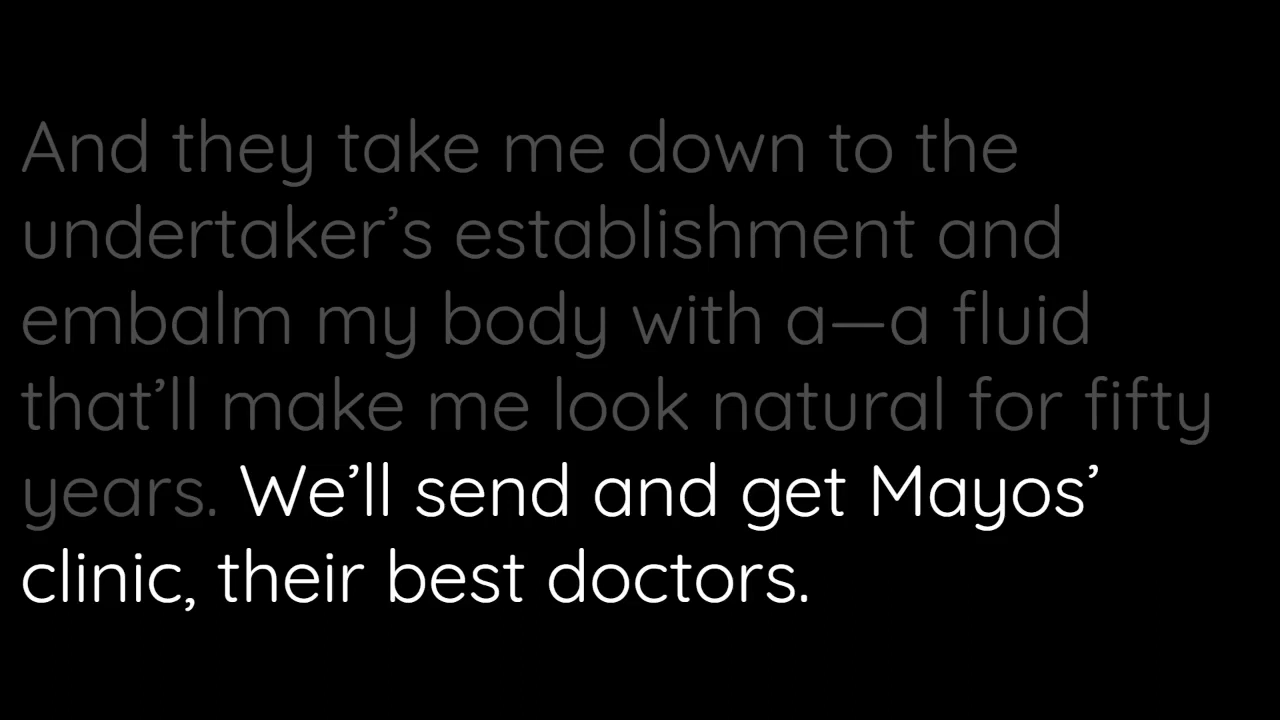 And they take me down to the
undertaker’s establishment and
embalm my body with a—a fluid
that’ll make me look natural for fifty
years. We’ll send and get Mayos’
clinic, their best doctors.